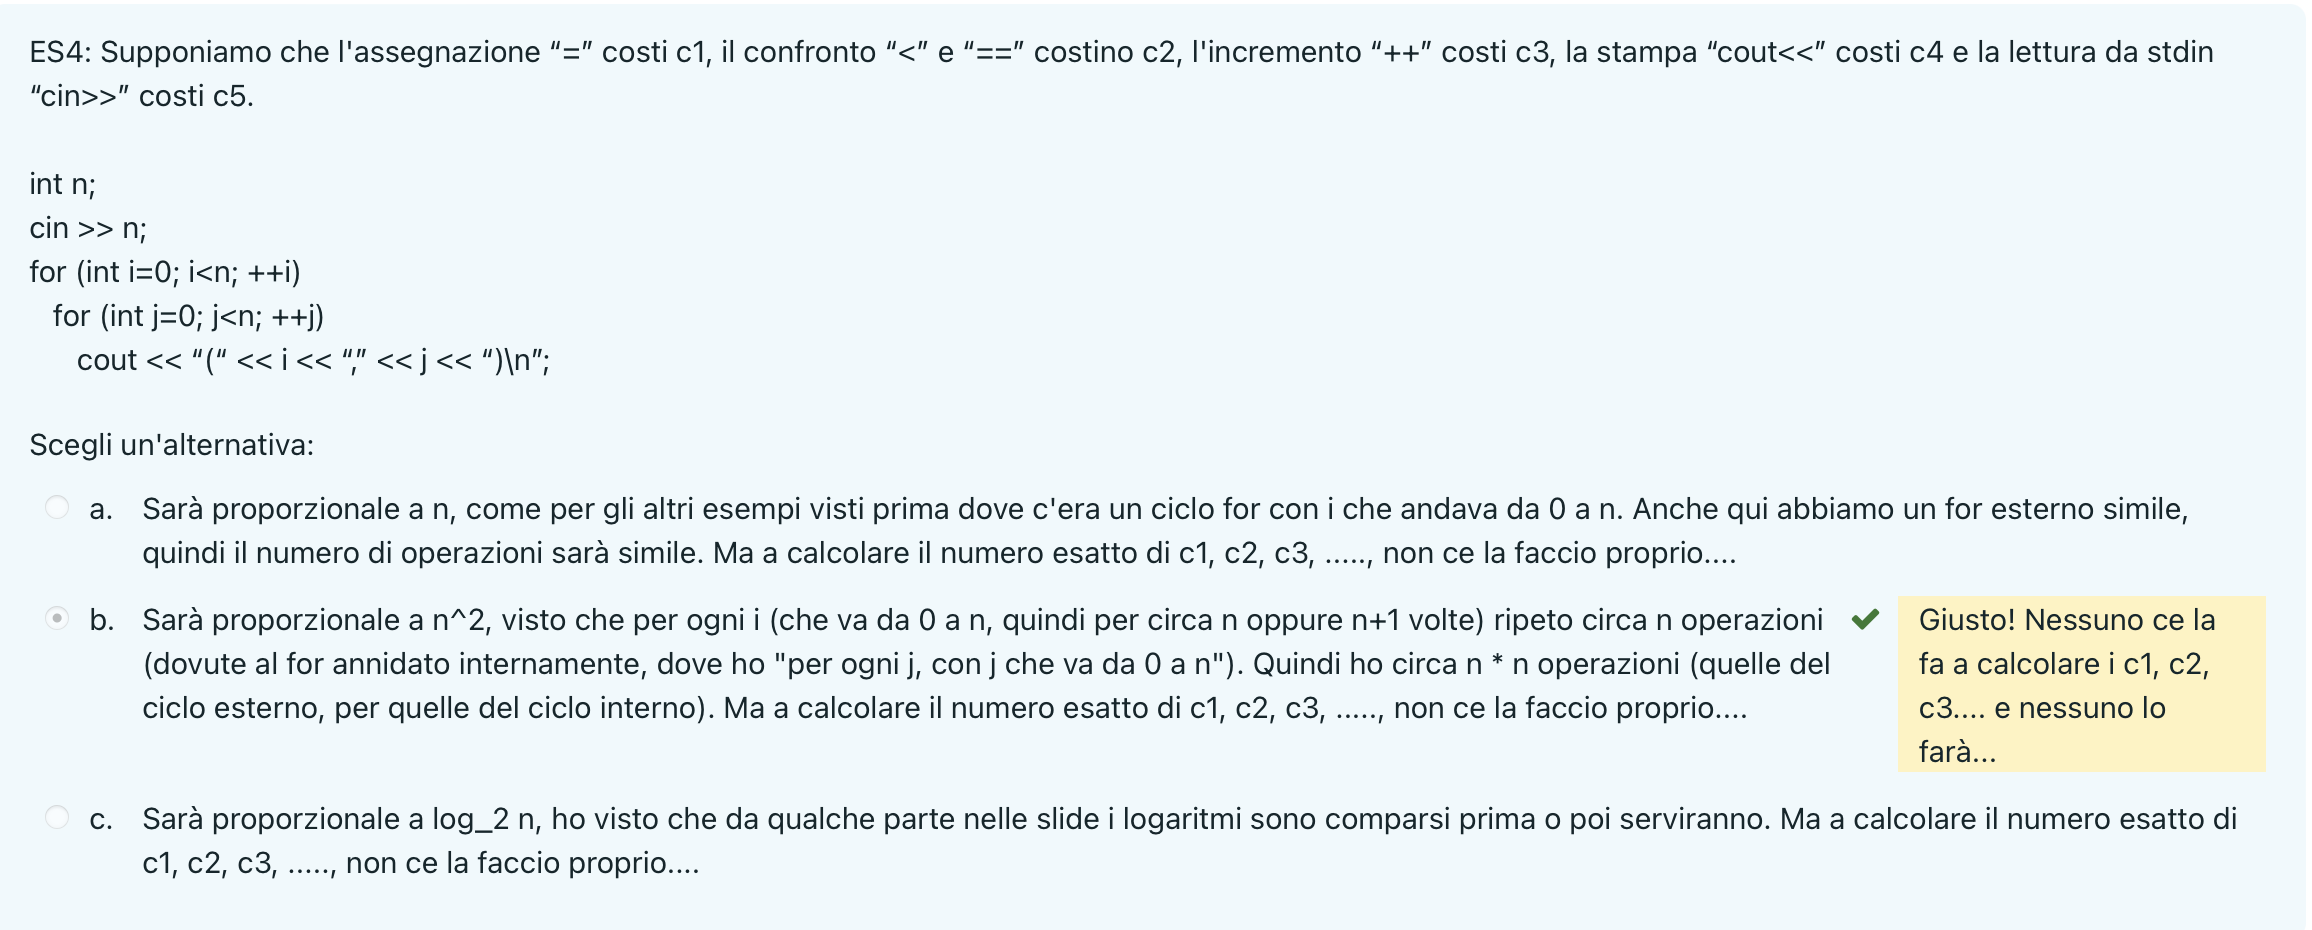 ES4: Supponiamo che l'assegnazione “=” costi c1, il confronto “<” e “==” costino c2, l'incremento “++” costi c3, la stampa “cout<<” costi c4 e la lettura da stdin
“cin>>” costi c5.
int n;
cin >> n;
for (int i=0; i<n; ++i)
for (int j=0; j<n; ++j)
cout << “(“ << i << “,” << j << “)\n”;
Scegli un'alternativa:
a. Sarà proporzionale a n, come per gli altri esempi visti prima dove c'era un ciclo for con i che andava da 0 a n. Anche qui abbiamo un for esterno simile,
quindi il numero di operazioni sarà simile. Ma a calcolare il numero esatto di c1, c2, c3, ....., non ce la faccio proprio....
b. Sarà proporzionale a n^2, visto che per ogni i (che va da 0 a n, quindi per circa n oppure n+1 volte) ripeto circa n operazioni
(dovute al for annidato internamente, dove ho "per ogni j, con j che va da 0 a n"). Quindi ho circa n * n operazioni (quelle del
ciclo esterno, per quelle del ciclo interno). Ma a calcolare il numero esatto di c1, c2, c3, ....., non ce la faccio proprio....
Giusto! Nessuno ce la
fa a calcolare i c1, c2,
c3.... e nessuno lo
farà...
c. Sarà proporzionale a log_2 n, ho visto che da qualche parte nelle slide i logaritmi sono comparsi prima o poi serviranno. Ma a calcolare il numero esatto di
c1, c2, c3, ....., non ce la faccio proprio....